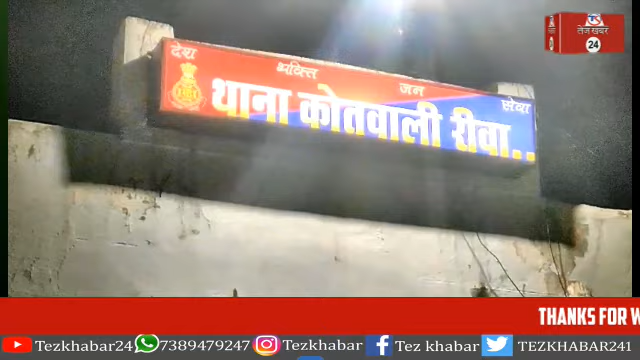 तेज खबर
24
देश भक्ति जन सेवा
थाना कोतवाली रीवा..
THANKS FOR W
Tezkhabar24 7389479247 Tezkhabar Tez khabar TEZKHABAR241